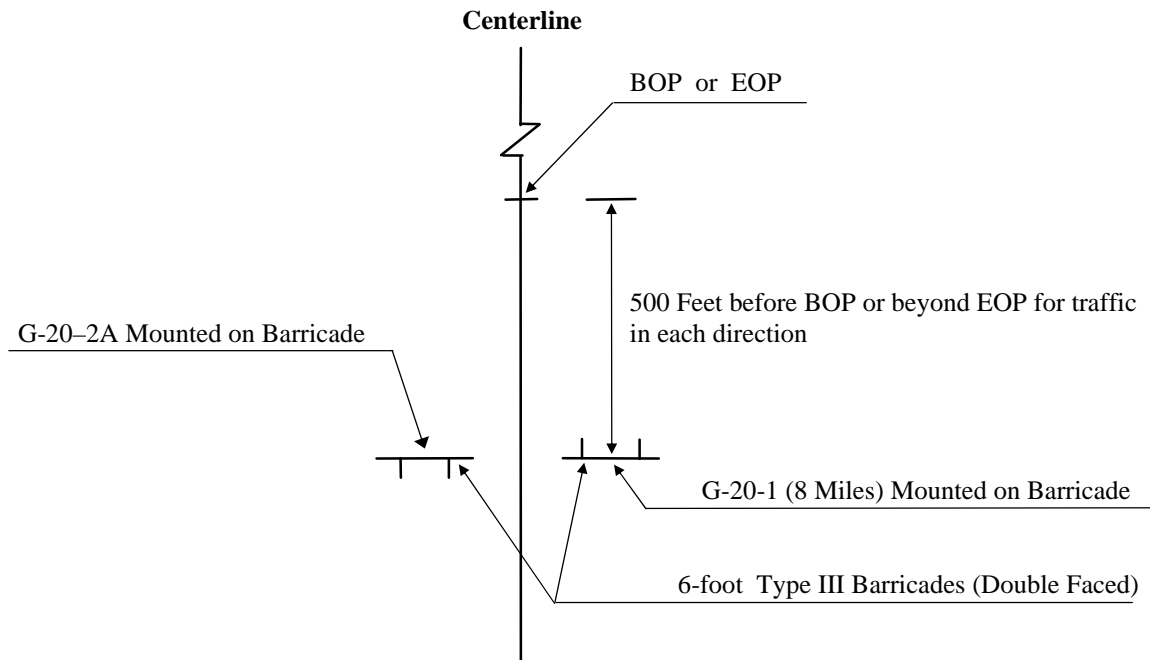 Centerline
BOP or EOP
500 Feet before BOP or beyond EOP for traffic
in each direction
G-20–2A Mounted on Barricade
G-20-1 (8 Miles) Mounted on Barricade
6-foot Type III Barricades (Double Faced)